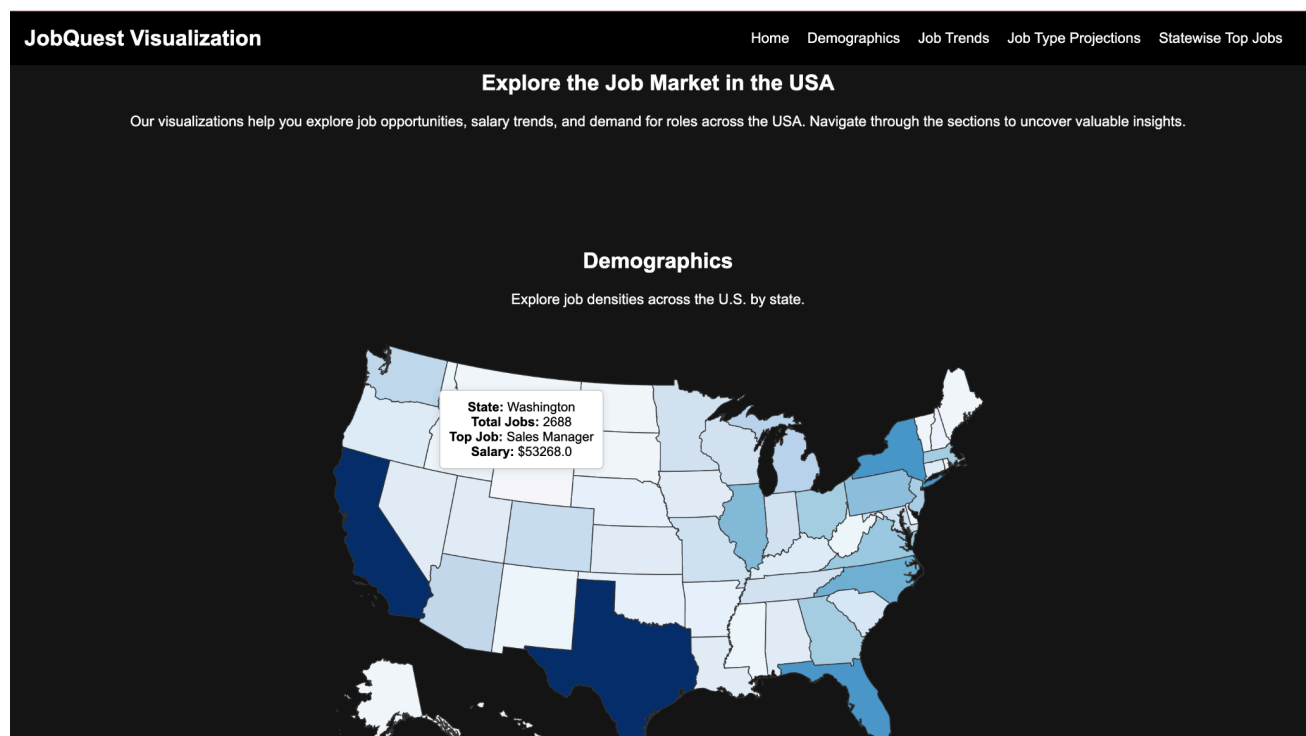 JobQuest Visualization
Home Demographics Job Trends Job Type Projections Statewise Top Jobs
Explore the Job Market in the USA
Our visualizations help you explore job opportunities, salary trends, and demand for roles across the USA. Navigate through the sections to uncover valuable insights.
Demographics
Explore job densities across the U.S. by state.
State: Washington
Total Jobs: 2688
Top Job: Sales Manager
Salary: $53268.0